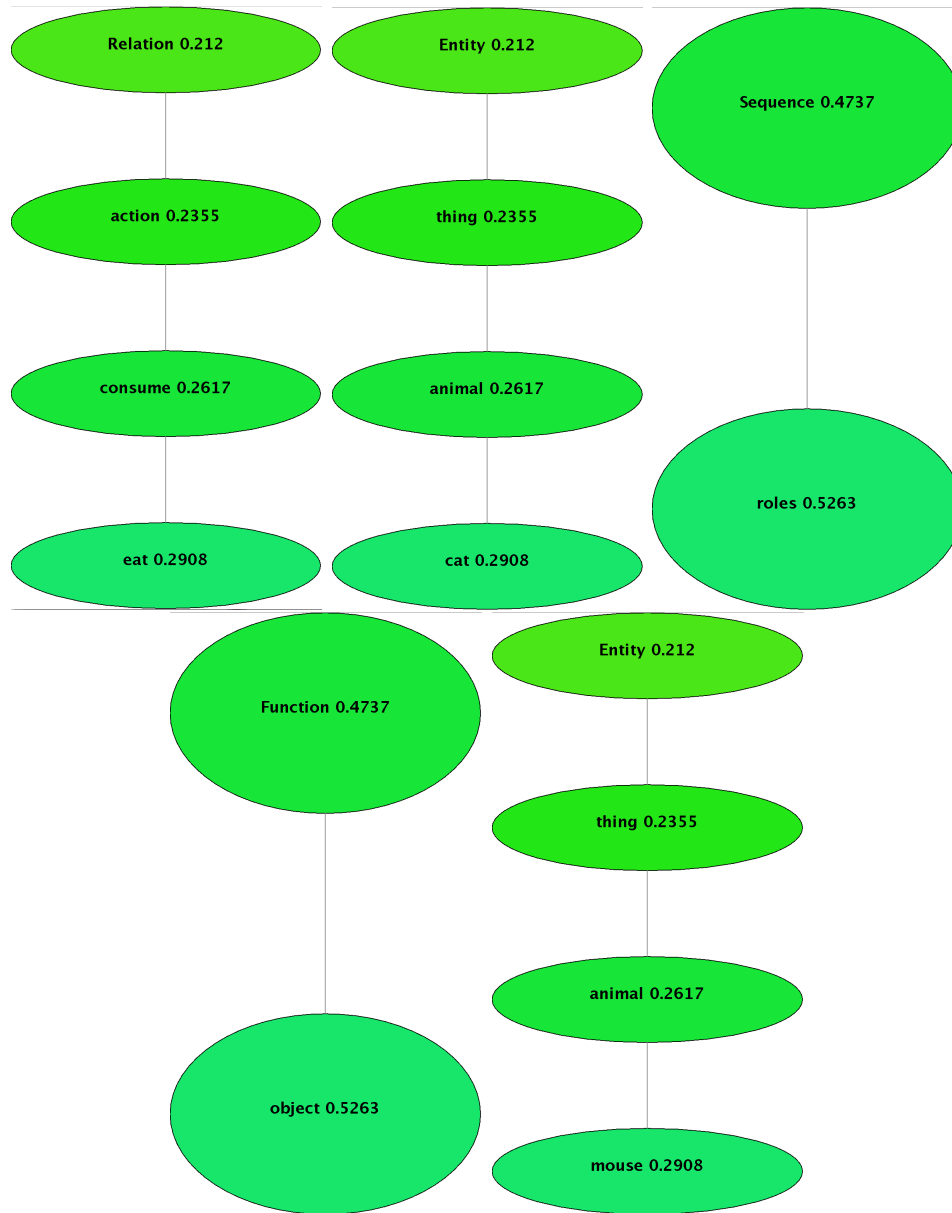 Relation 0.212
action 0.2355
consume 0.2617
eat 0.2908
Entity 0.212
thing 0.2355
animal 0.2617
cat 0.2908
Sequence 0.4737
roles 0.5263
Function 0.4737
object 0.5263
Entity 0.212
thing 0.2355
animal 0.2617
mouse 0.2908